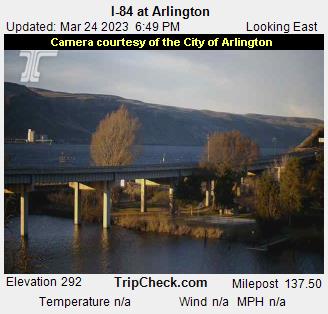 I-84 at Arlington
Updated: Mar 24 2023 6:49 PM Looking East
Camera courtesy of the City of Arlington
Elevation 292 TripCheck.com Milepost 137.50
Temperature n/a Wind n/a MPH n/a